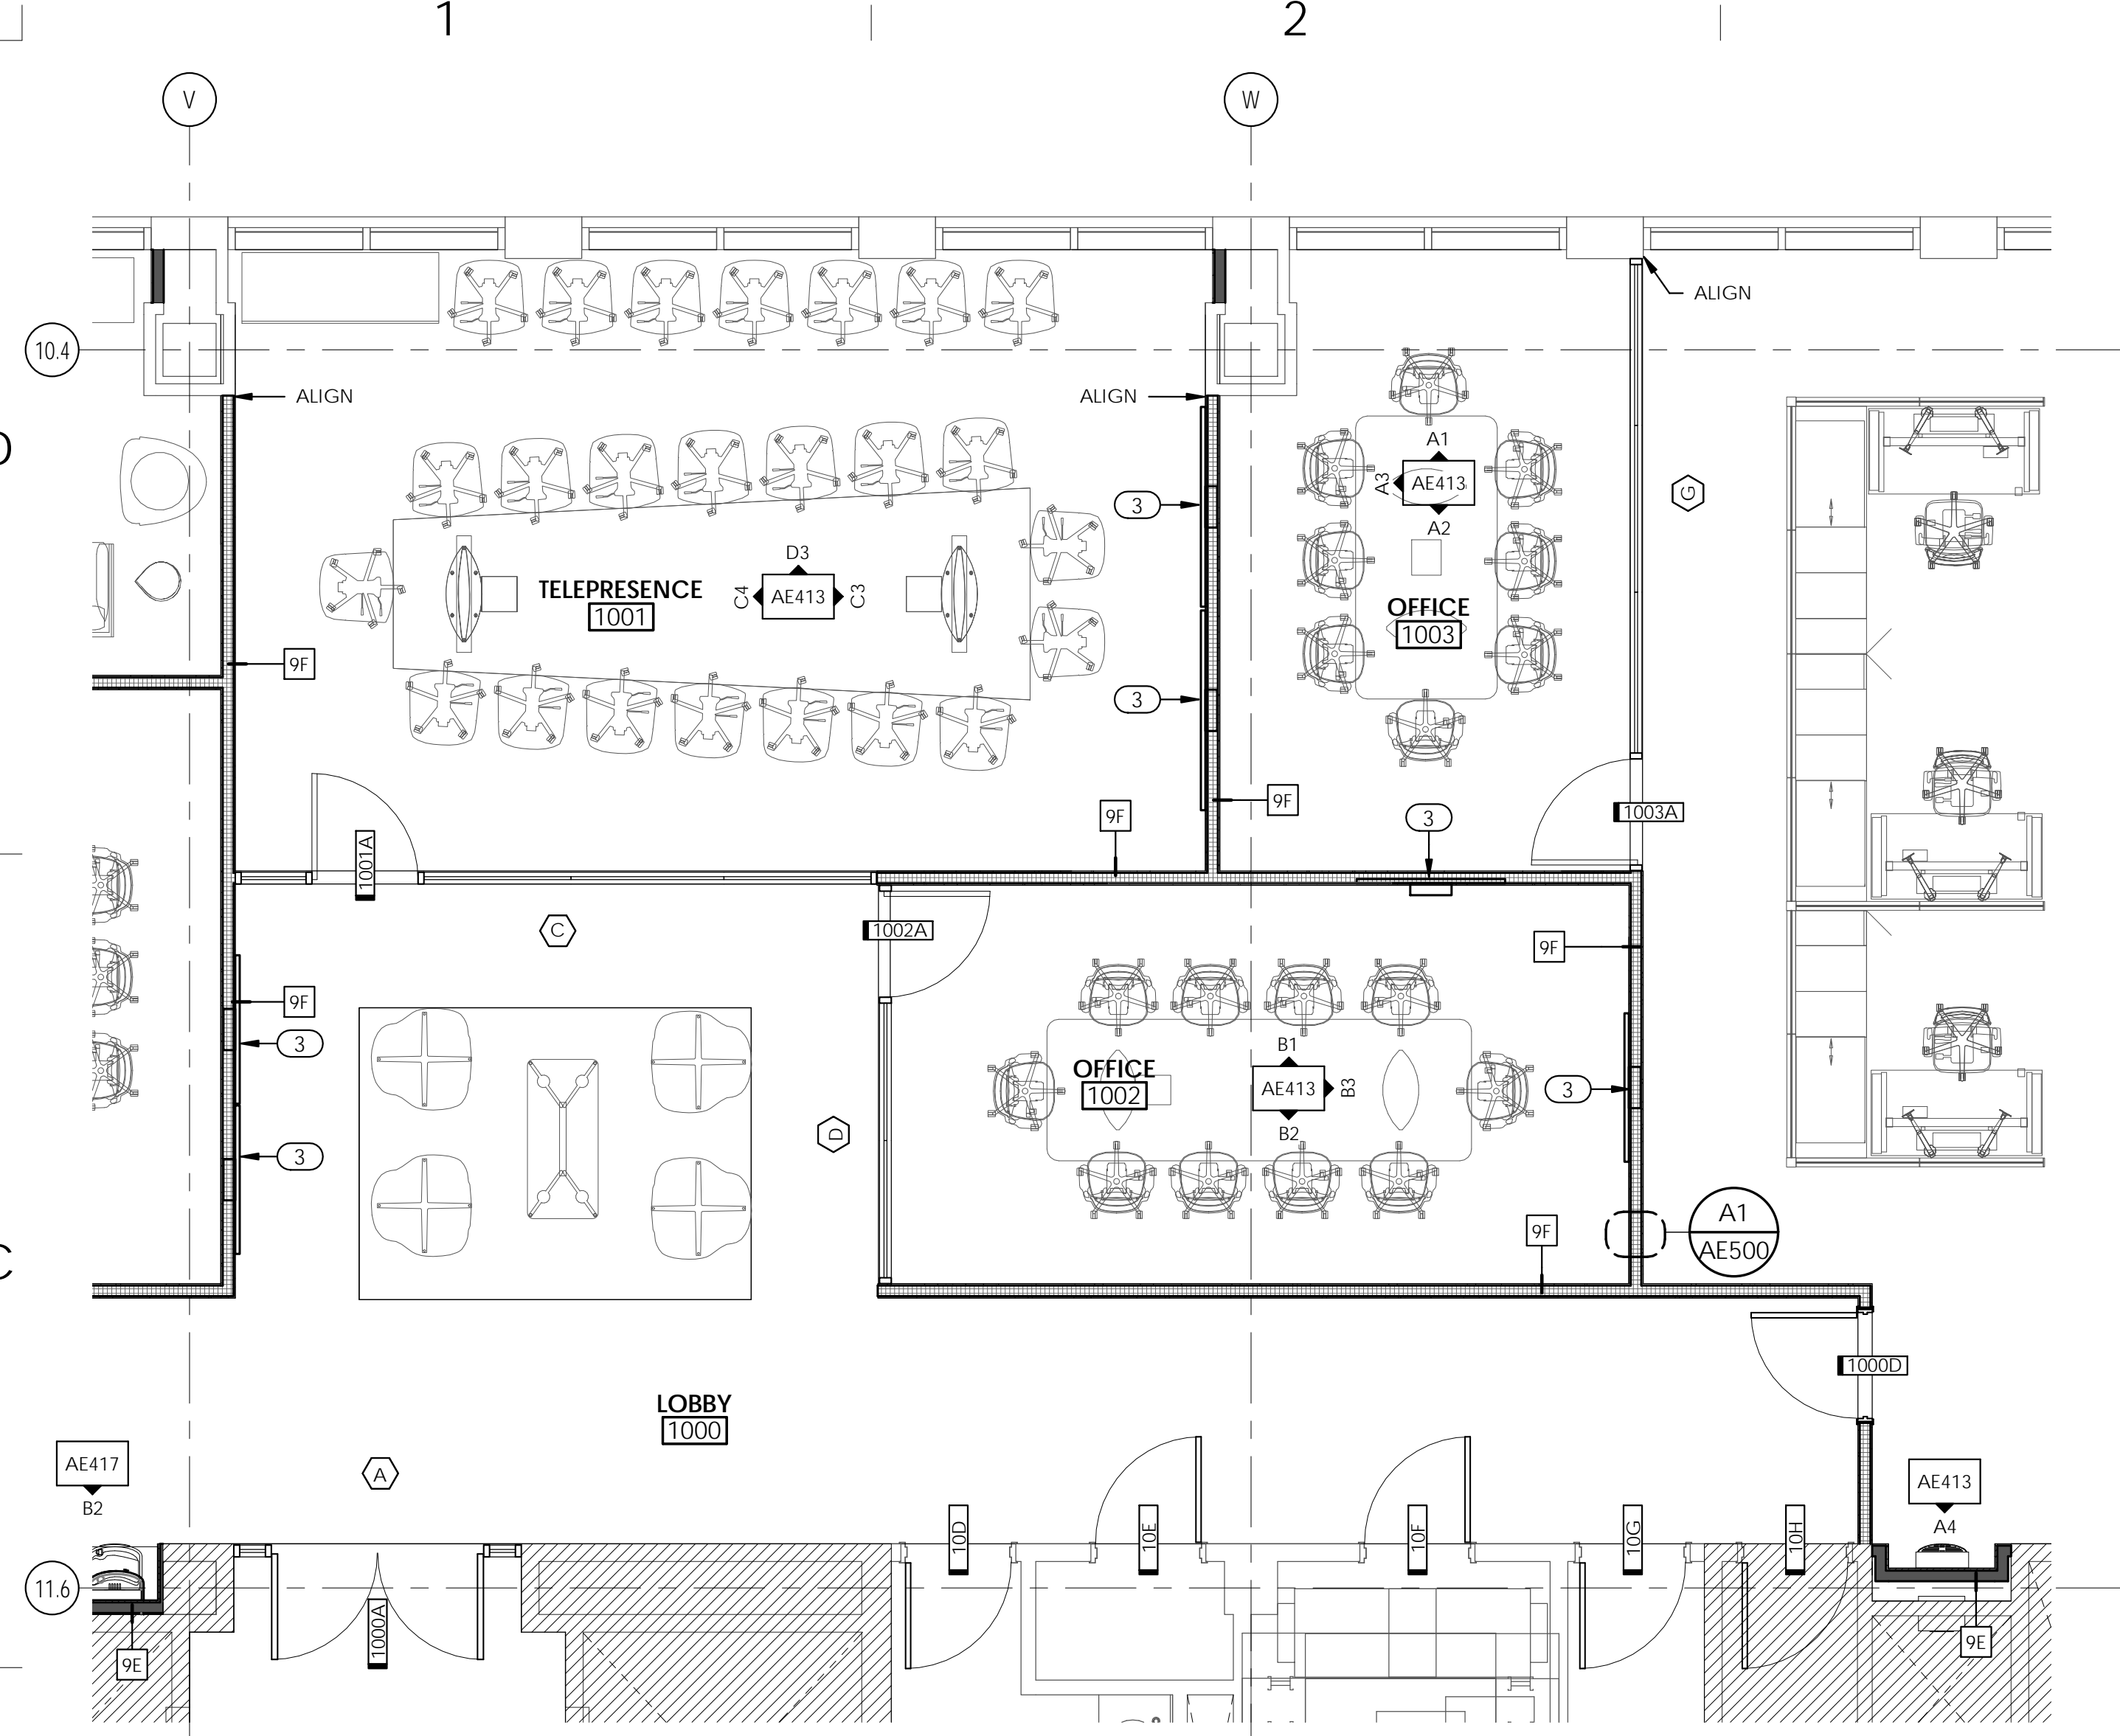 1
2
V
W
ALIGN
10.4
ALIGN
ALIGN
D
A1
A3
AE413
A2
G
3
D3
TELEPRESENCE
1001
C4
AE413
C3
OFFICE
1003
9F
3
9F
9F
3
1003A
1001A
C
1002A
9F
9F
3
B1
OFFICE
1002
AE413
B3
B2
3
D
3
A1
AE500
9F
C
1000D
LOBBY
1000
AE417
B2
A
AE413
A4
10D
10E
10F
10G
10H
11.6
1000A
9E
9E